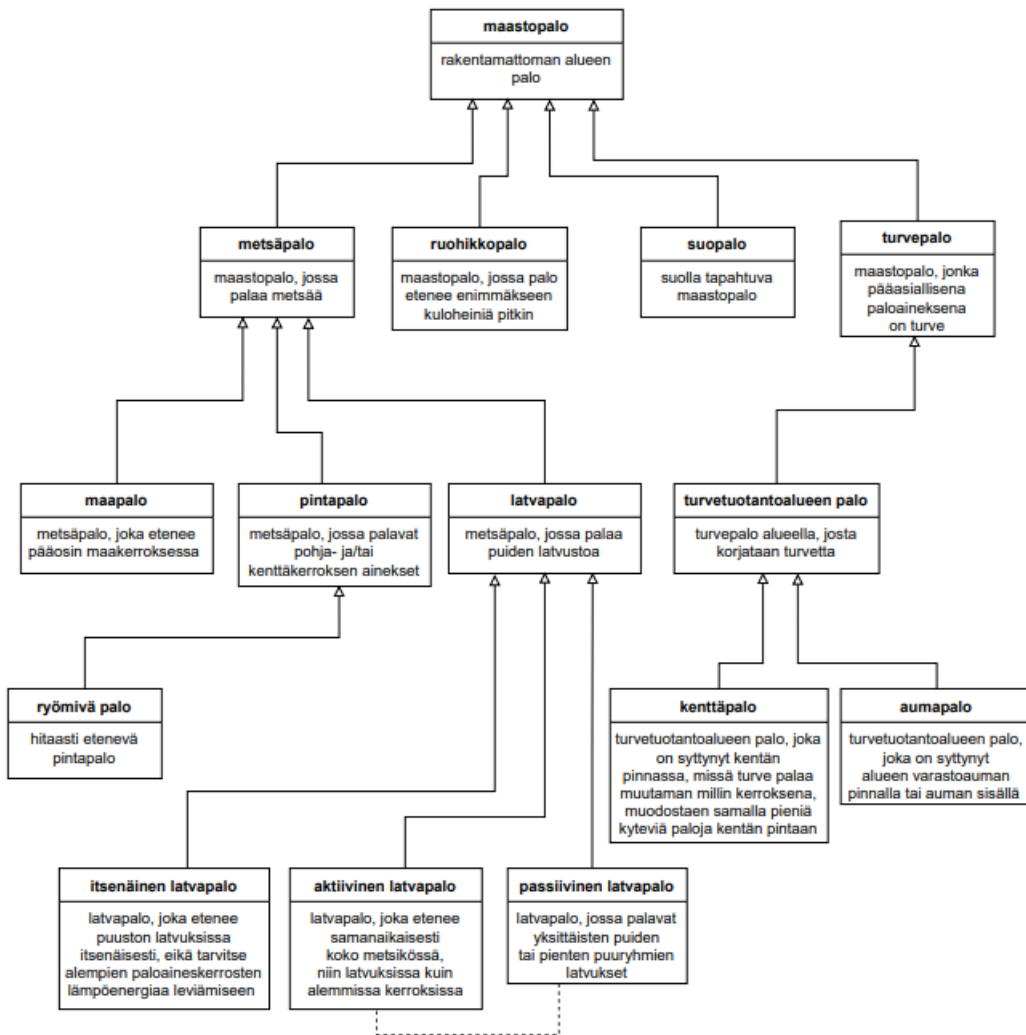 maastopalo
rakentamattoman alueen
palo
metsäpalo
maastopalo, jossa
palaa metsää
ruohikkopalo
maastopalo, jossa palo
etenee enimmäkseen
kuloheiniä pitkin
suopalo
suolla tapahtuva
maastopalo
turvepalo
maastopalo, jonka
pääasiallisena
paloaineksena
on turve
maapalo
metsäpalo, joka etenee
pääosin maakerroksessa
pintapalo
metsäpalo, jossa palavat
pohja- ja/tai
kenttäkerroksen ainekset
latvapalo
metsäpalo, jossa palaa
puiden latvustoa
turvetuotantoalueen palo
turvepalo alueella, josta
korjataan turvetta
ryömivä palo
hitaasti etenevä
pintapalo
kenttäpalo
turvetuotantoalueen palo, joka
on syttynyt kentän
pinnassa, missä turve palaa
muutaman millin kerroksena,
muodostaen samalla pieniä
kyteviä paloja kentän pintaan
aumapalo
turvetuotantoalueen palo,
joka on syttynyt
alueen varastoauman
pinnalla tai auman sisällä
itsenäinen latvapalo
latvapalo, joka etenee
puuston latvuksissa
itsenäisesti, eikä tarvitse
alempien paloaineskerrosten
lämpöenergiaa leviämiseen
aktiivinen latvapalo
latvapalo, joka etenee
samanaikaisesti
koko metsikössä,
niin latvuksissa kuin
alemmissa kerroksissa
passiivinen latvapalo
latvapalo, jossa palavat
yksittäisten puiden
tai pienten puuryhmien
latvukset